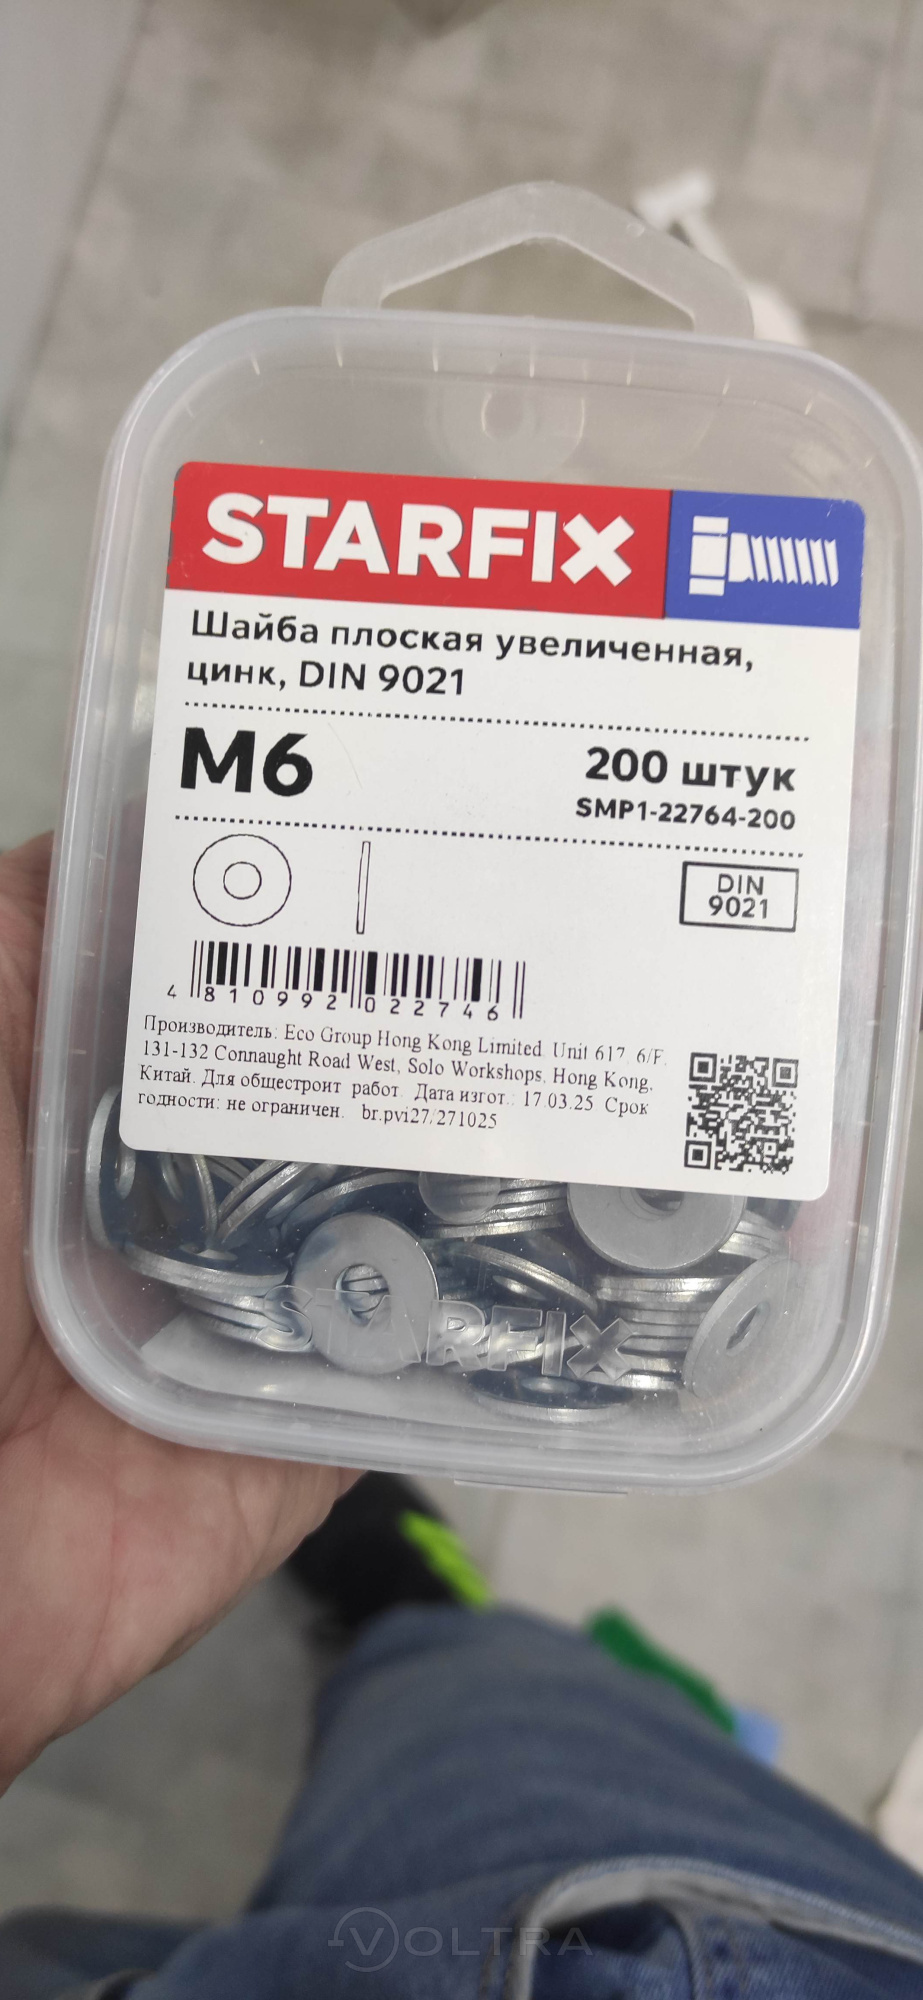 STARFIX
Шайба плоская увеличенная,
цинк, DIN 9021
М6
200 штук
SMP1-22764-200
DIN
9021
4 810992 022746
Производитель: Eco Group Hong Kong Limited. Unit 617, 6/F.
131-132 Connaught Road West, Solo Workshops, Hong Kong,
Китай. Для общестроит. работ. Дата изгот.: 17.03.25 Срок
годности: не ограничен. br.pvi27/271025
STARFIX
VOLTRA